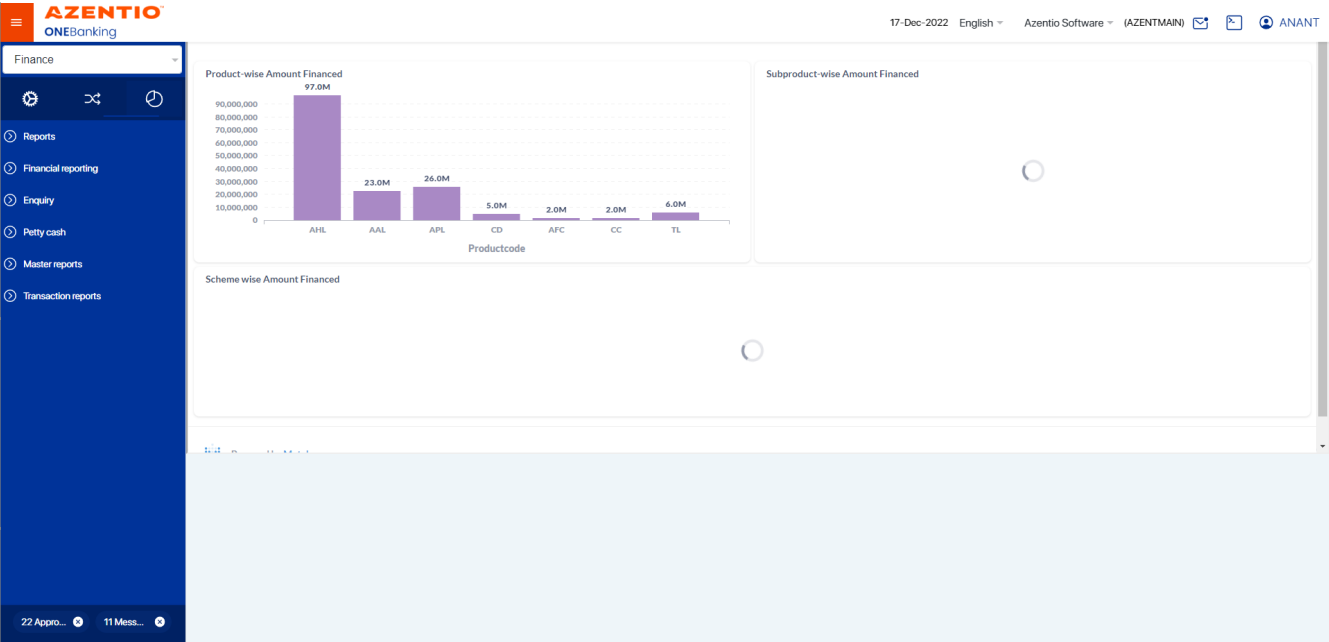 AZENTIO™
ONEBanking
17-Dec-2022 English Azentio Software (AZENTMAIN) ANANT
Finance
Reports
Financial reporting
Enquiry
Petty cash
Master reports
Transaction reports
22 Appro...
11 Mess...
Product-wise Amount Financed
97.0M
90,000,000
80,000,000
70,000,000
60,000,000
50,000,000
40,000,000
30,000,000
20,000,000
10,000,000
0
23.0M
26.0M
5.0M
2.0M
2.0M
6.0M
AHL AAL APL CD AFC CC TL
Productcode
Subproduct-wise Amount Financed
Scheme wise Amount Financed